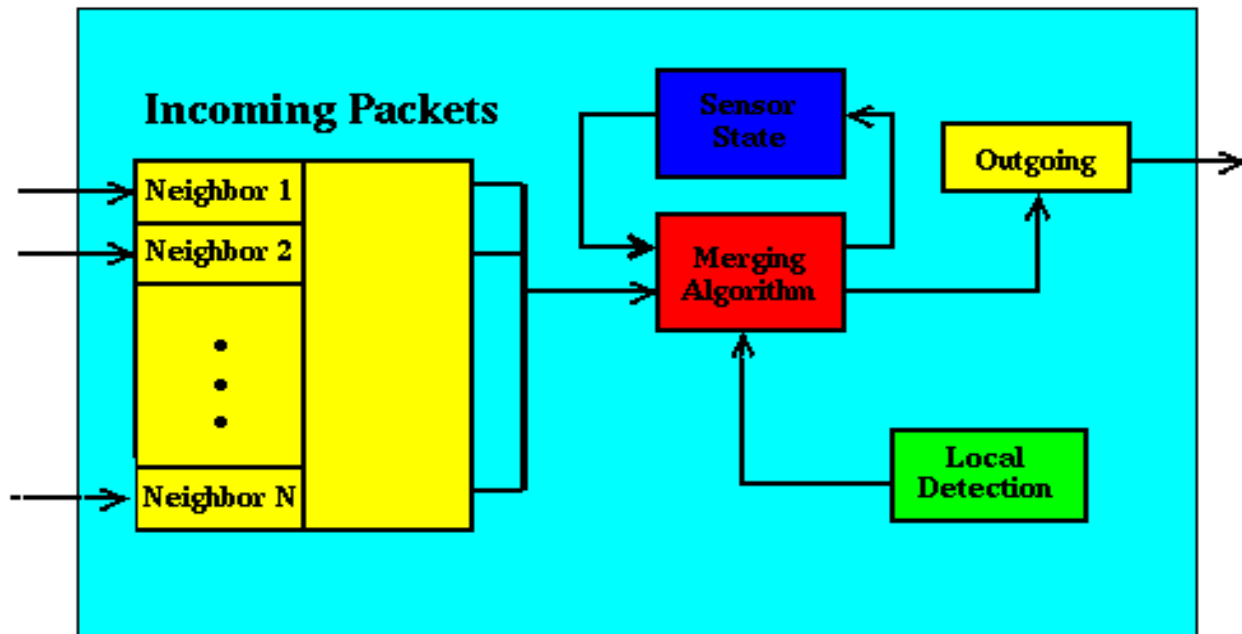 Incoming Packets
Neighbor 1
Neighbor 2
Neighbor N
Sensor
State
Merging
Algorithm
Outgoing
Local
Detection